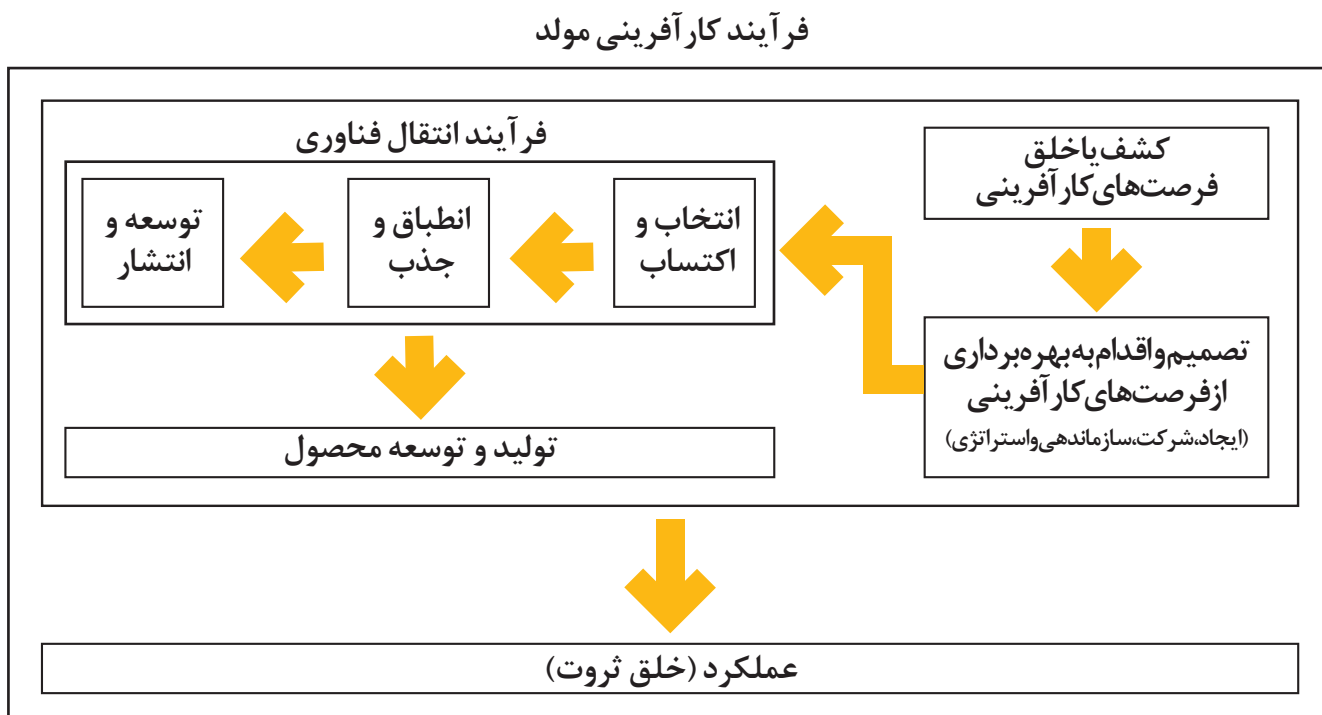 فرآیند کارآفرینی مولد
کشف یا خلق
فرصت‌های کارآفرینی
تصمیم و اقدام به بهره‌برداری
از فرصت‌های کارآفرینی
(ایجاد، شرکت، سازماندهی و استراتژی)
فرآیند انتقال فناوری
انتخاب و
اکتساب
انطباق و
جذب
توسعه و
انتشار
تولید و توسعه محصول
عملکرد (خلق ثروت)